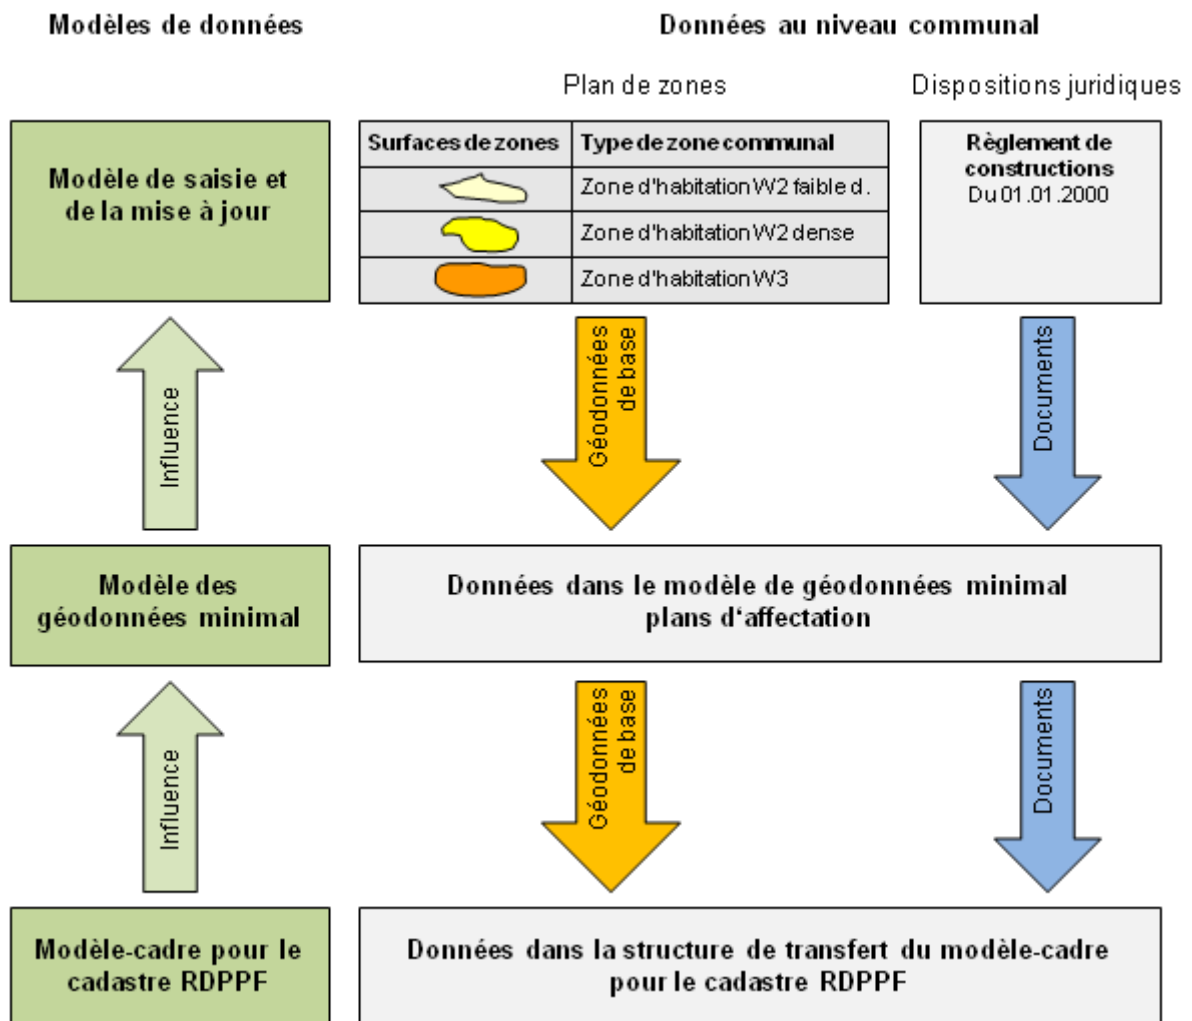 Modèles de données
Données au niveau communal
Plan de zones
Dispositions juridiques
Modèle de saisie et
de la mise à jour
Surfaces de zones
Type de zone communal
Zone d'habitation W2 faible d.
Zone d'habitation W2 dense
Zone d'habitation W3
Règlement de
constructions
Du 01.01.2000
Influence
Géodonnées
de base
Documents
Modèle des
géodonnées minimal
Données dans le modèle de géodonnées minimal
plans d‘affectation
Influence
Géodonnées
de base
Documents
Modèle-cadre pour le
cadastre RDPPF
Données dans la structure de transfert du modèle-cadre
pour le cadastre RDPPF